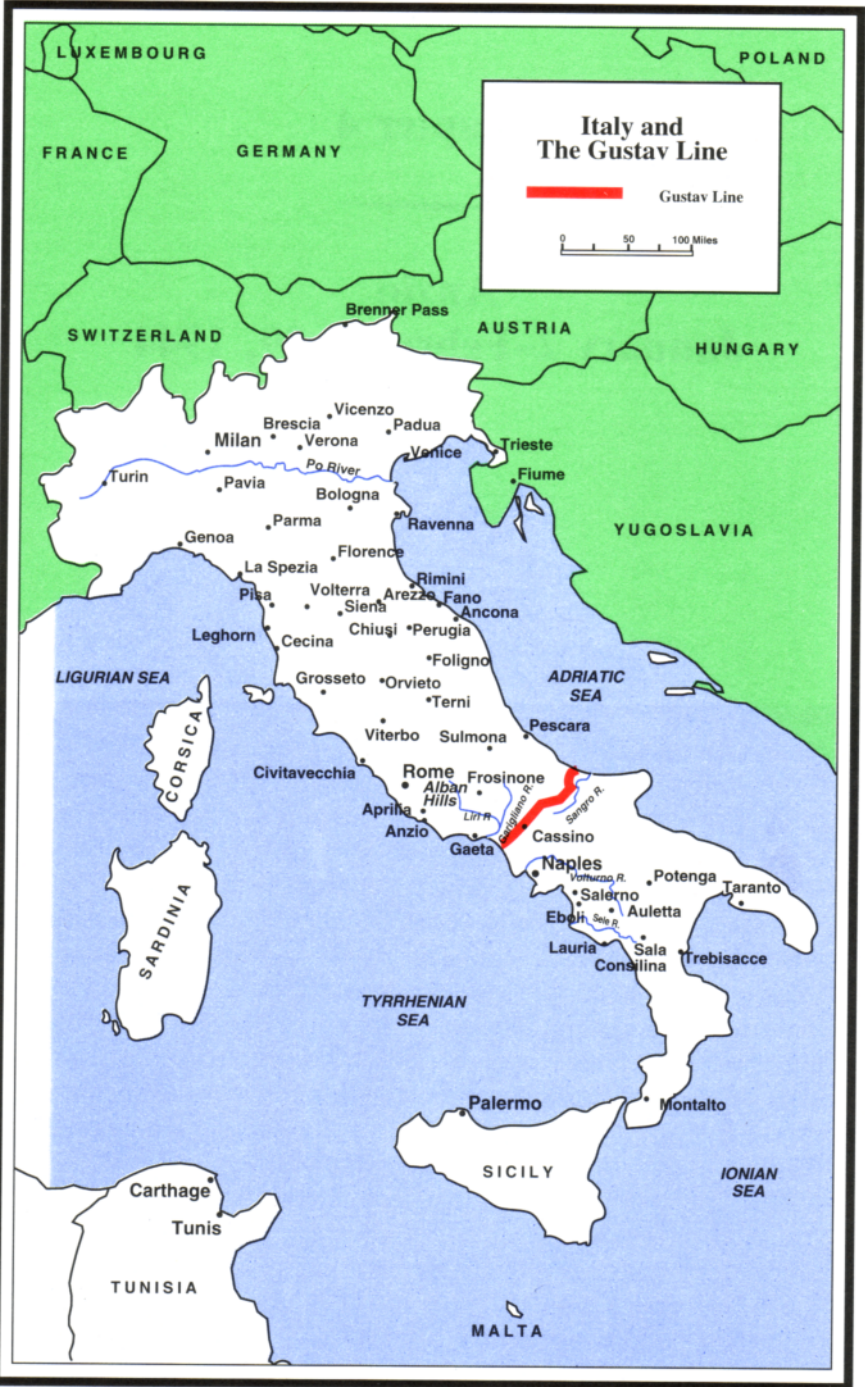 LUXEMBOURG
POLAND
FRANCE
GERMANY
Italy and
The Gustav Line
Gustav Line
0 50 100 Miles
SWITZERLAND
Brenner Pass
AUSTRIA
HUNGARY
Vicenzo
Brescia
Padua
Milan
Verona
Venice
Trieste
Po River
Turin
Pavia
Fiume
Bologna
Parma
Ravenna
YUGOSLAVIA
Genoa
Florence
La Spezia
Rimini
Pisa
Volterra
Arezzo
Fano
Siena
Ancona
Leghorn
Chiusi
Perugia
Cecina
Foligno
LIGURIAN SEA
Grosseto
Orvieto
ADRIATIC
SEA
Terni
CORSICA
Viterbo
Sulmona
Pescara
Civitavecchia
Rome
Frosinone
Alban
Hills
Garigliano R.
Sangro R.
Aprilia
Liri R
Anzio
Cassino
Gaeta
Naples
Volturno R.
Potenga
Taranto
SARDINIA
Salerno
Eboli
Sele R.
Auletta
Lauria
Sala
Consilina
Trebisacce
TYRRHENIAN
SEA
Palermo
Montalto
SICILY
IONIAN
SEA
Carthage
Tunis
TUNISIA
MALTA